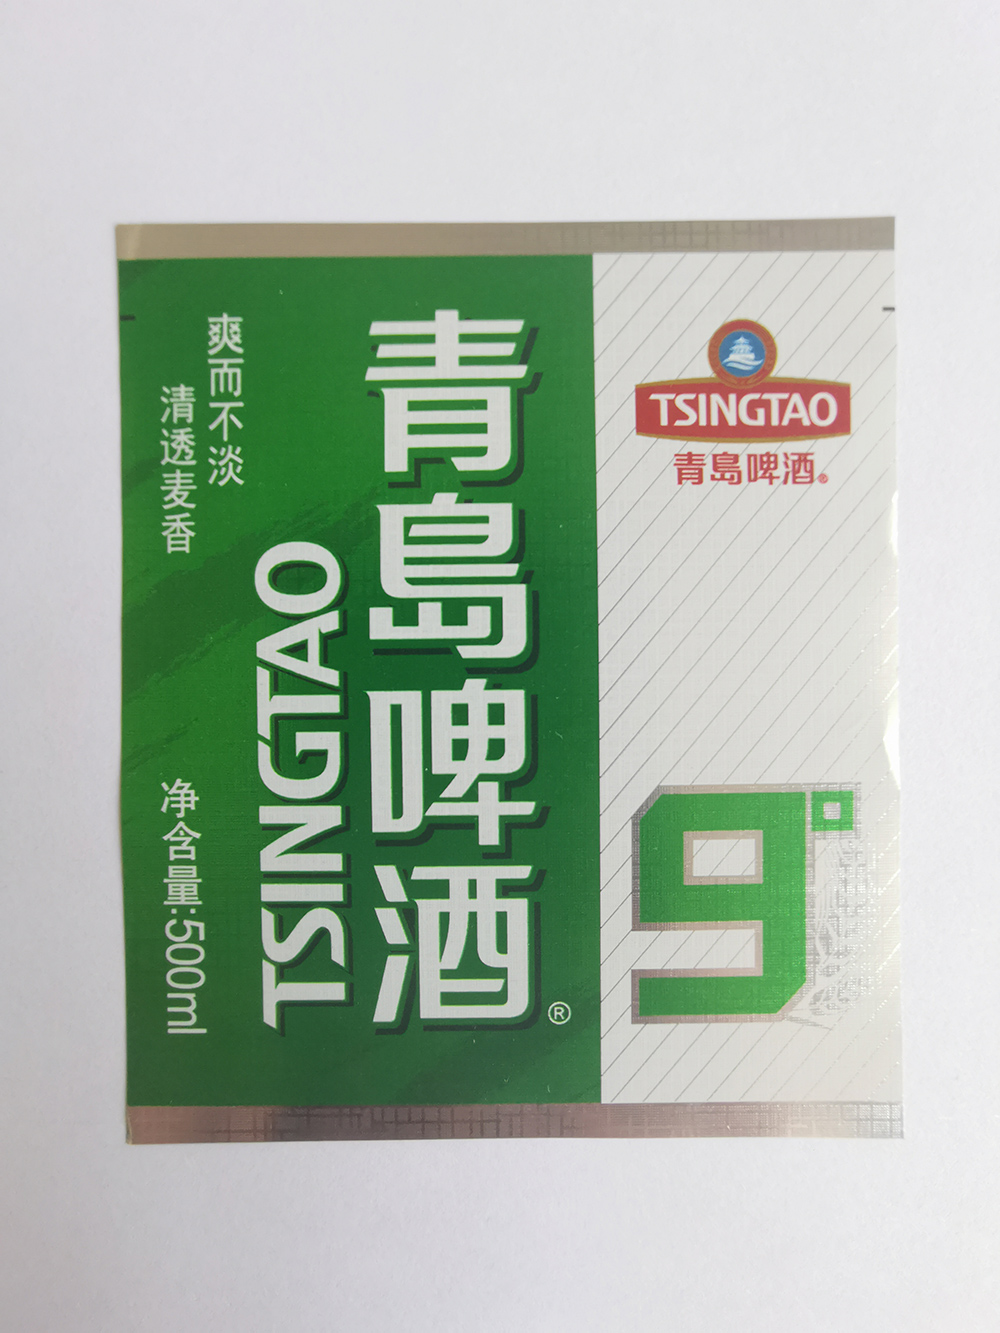 爽而不淡
清透麦香
青島啤酒®
TSINGTAO
净含量:500ml
TSINGTAO
青島啤酒®
9°